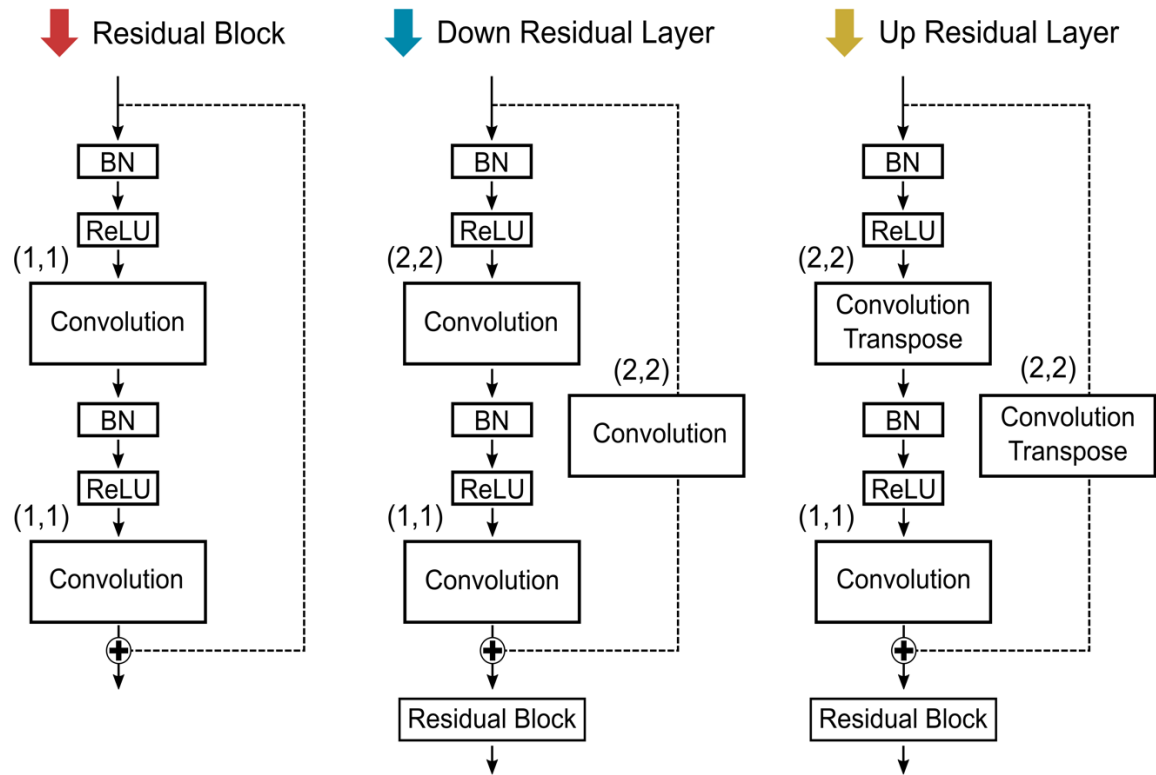 Residual Block
BN
ReLU
(1,1)
Convolution
BN
ReLU
(1,1)
Convolution
Down Residual Layer
BN
ReLU
(2,2)
Convolution
(2,2)
Convolution
BN
ReLU
(1,1)
Convolution
Residual Block
Up Residual Layer
BN
ReLU
(2,2)
Convolution
Transpose
(2,2)
Convolution
Transpose
BN
ReLU
(1,1)
Convolution
Residual Block